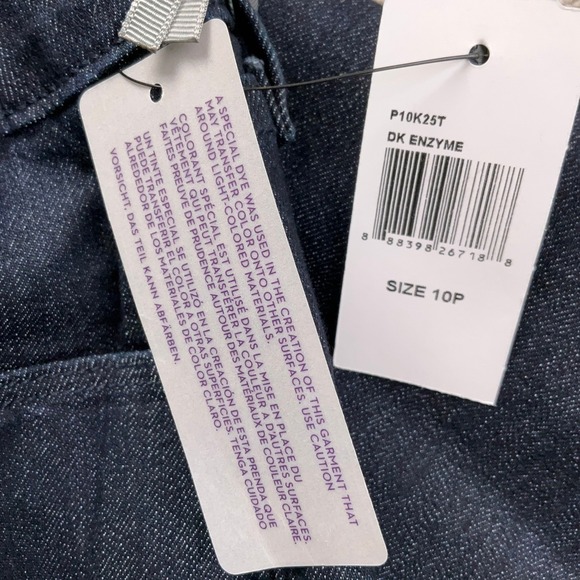 A SPECIAL DYE WAS USED IN THE CREATION OF THIS GARMENT THAT
MAY TRANSFER COLOR ONTO OTHER SURFACES. USE CAUTION
AROUND LIGHT-COLORED MATERIALS.
COLORANT SPÉCIAL EST UTILISÉ DANS LA MISE EN PLACE DU
VÊTEMENT QUI PEUT TRANSFÉRER LA COULEUR À D'AUTRES SURFACES.
FAITES PREUVE DE PRUDENCE AUTOUR DES MATÉRIAUX DE COULEUR CLAIRE.
UN TINTE ESPECIAL SE UTILIZÓ EN LA CREACIÓN DE ESTA PRENDA QUE
PUEDE TRANSFERIR EL COLOR A OTRAS SUPERFICIES. TENGA CUIDADO
ALREDEDOR DE LOS MATERIALES DE COLOR CLARO.
VORSICHT, DAS TEIL KANN ABFÄRBEN.
P10K25T
DK ENZYME
8 88398 26718 8
SIZE 10P